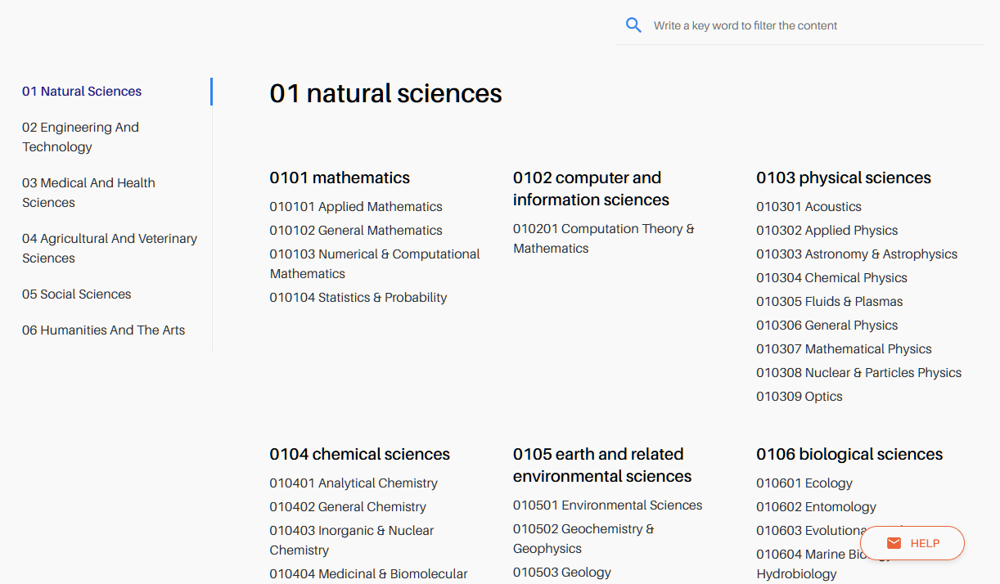 Write a key word to filter the content
01 Natural Sciences
02 Engineering And
Technology
03 Medical And Health
Sciences
04 Agricultural And Veterinary
Sciences
05 Social Sciences
06 Humanities And The Arts
01 natural sciences
0101 mathematics
010101 Applied Mathematics
010102 General Mathematics
010103 Numerical & Computational
Mathematics
010104 Statistics & Probability
0102 computer and
information sciences
010201 Computation Theory &
Mathematics
0103 physical sciences
010301 Acoustics
010302 Applied Physics
010303 Astronomy & Astrophysics
010304 Chemical Physics
010305 Fluids & Plasmas
010306 General Physics
010307 Mathematical Physics
010308 Nuclear & Particles Physics
010309 Optics
0104 chemical sciences
010401 Analytical Chemistry
010402 General Chemistry
010403 Inorganic & Nuclear
Chemistry
010404 Medicinal & Biomolecular
0105 earth and related
environmental sciences
010501 Environmental Sciences
010502 Geochemistry &
Geophysics
010503 Geology
0106 biological sciences
010601 Ecology
010602 Entomology
010603
010604 Marine
Hydrobiology
HELP